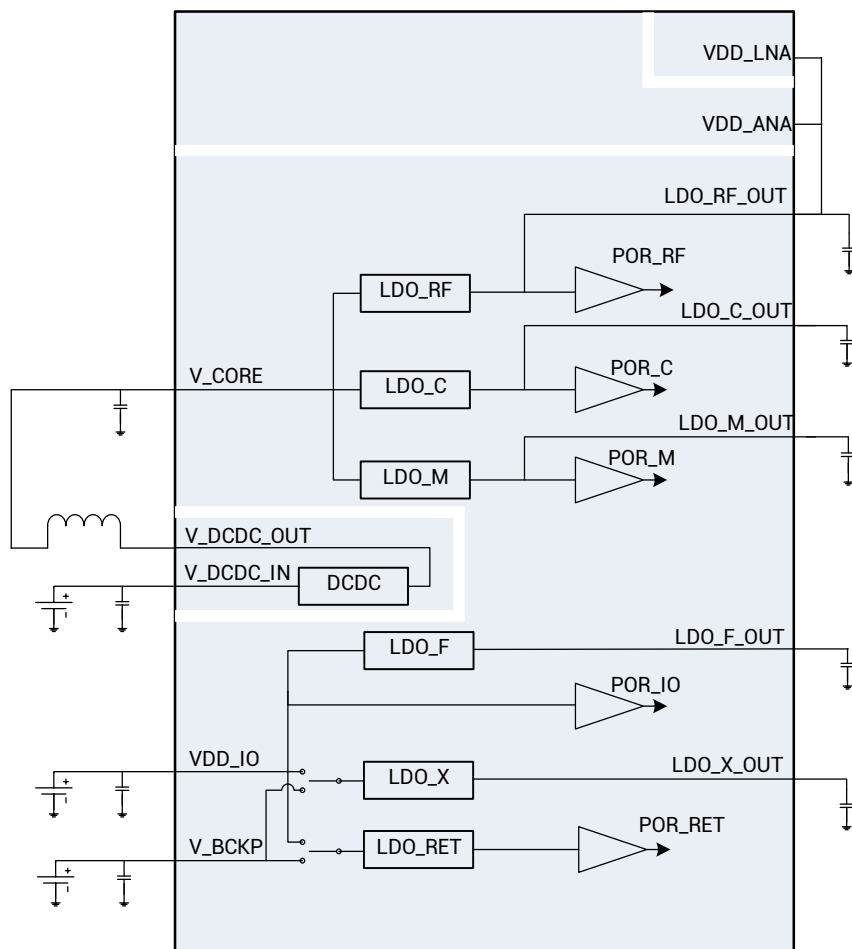 VDD_LNA
VDD_ANA
LDO_RF_OUT
POR_RF
LDO_RF
LDO_C_OUT
POR_C
V_CORE
LDO_C
LDO_M_OUT
POR_M
LDO_M
V_DCDC_OUT
V_DCDC_IN
DCDC
+
-
LDO_F
LDO_F_OUT
POR_IO
VDD_IO
LDO_X
LDO_X_OUT
+
-
V_BCKP
LDO_RET
POR_RET
+
-